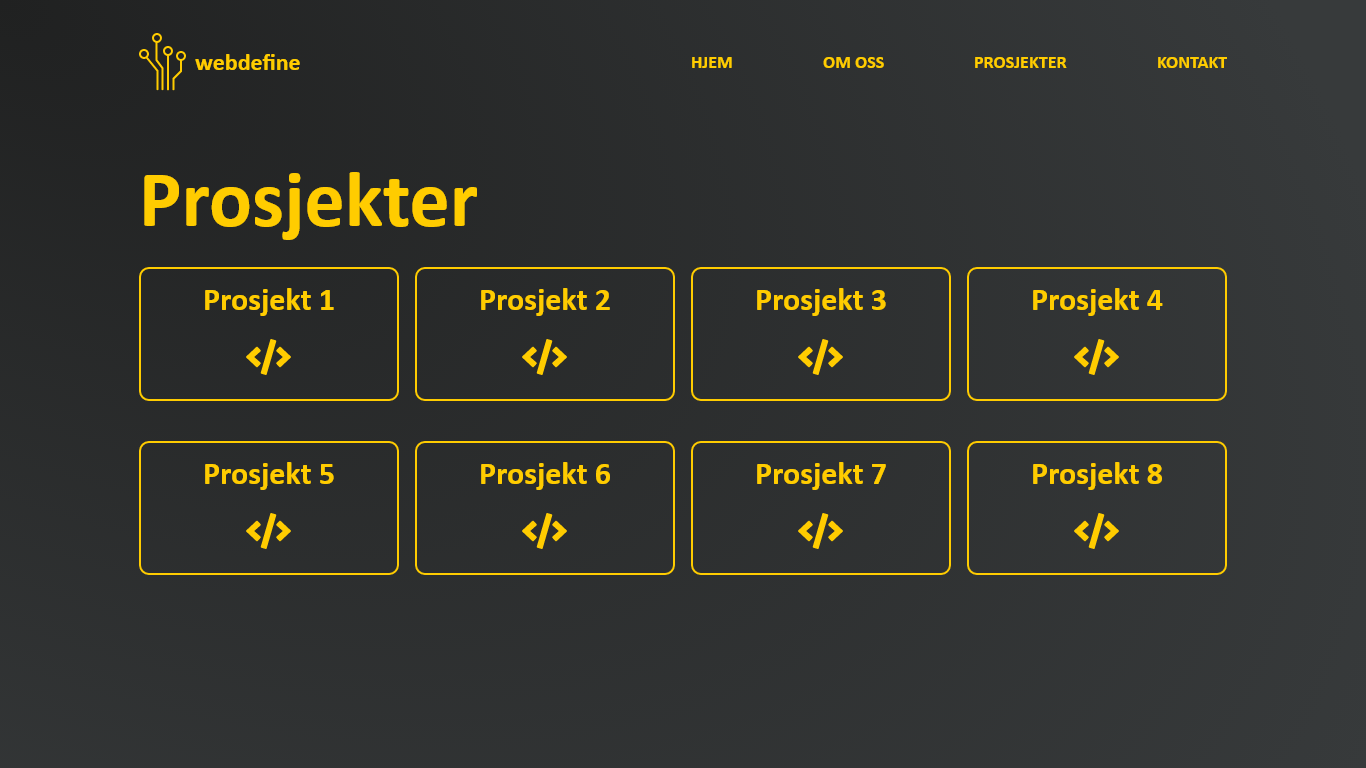 webdefine
HJEM OM OSS PROSJEKTER KONTAKT
Prosjekter
Prosjekt 1 Prosjekt 2 Prosjekt 3 Prosjekt 4
</> </> </> </>
Prosjekt 5 Prosjekt 6 Prosjekt 7 Prosjekt 8
</> </> </> </>